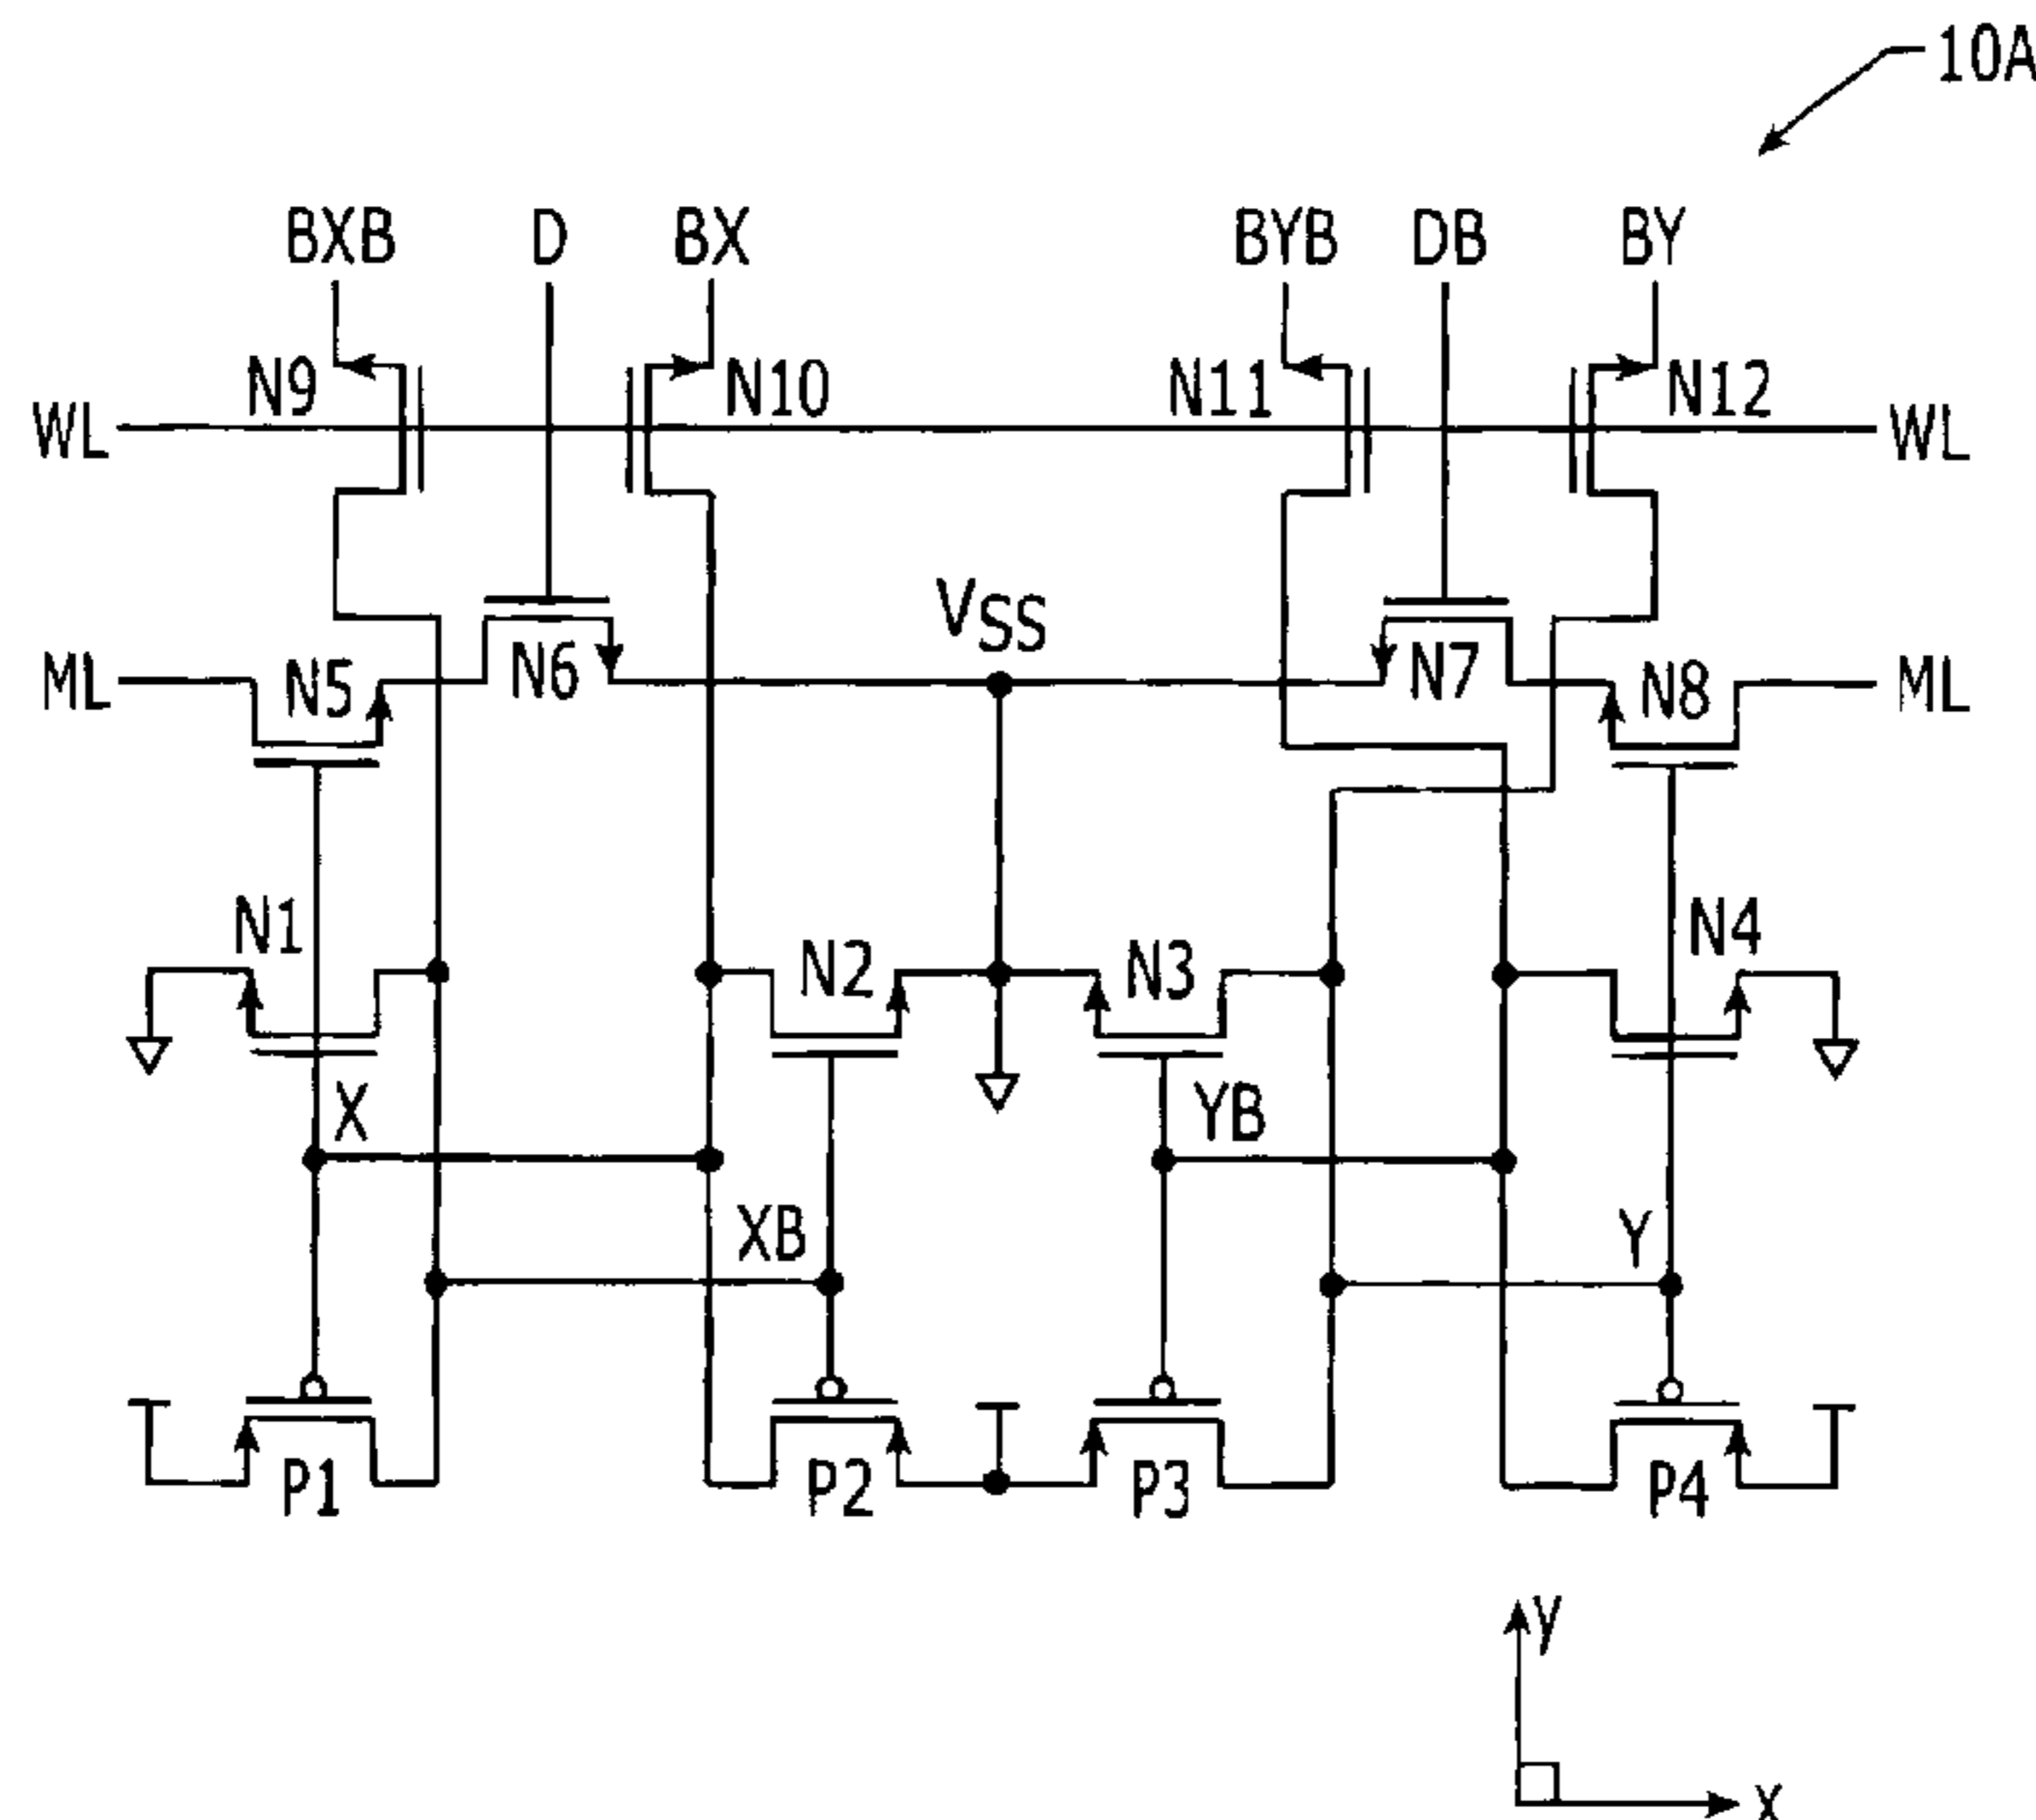 10A
BXB D BX BYB DB BY
N9 N10 N11 N12
WL WL
VSS
ML N5 N6 N7 N8 ML
N1 N2 N3 N4
X YB
XB Y
P1 P2 P3 P4
y
x